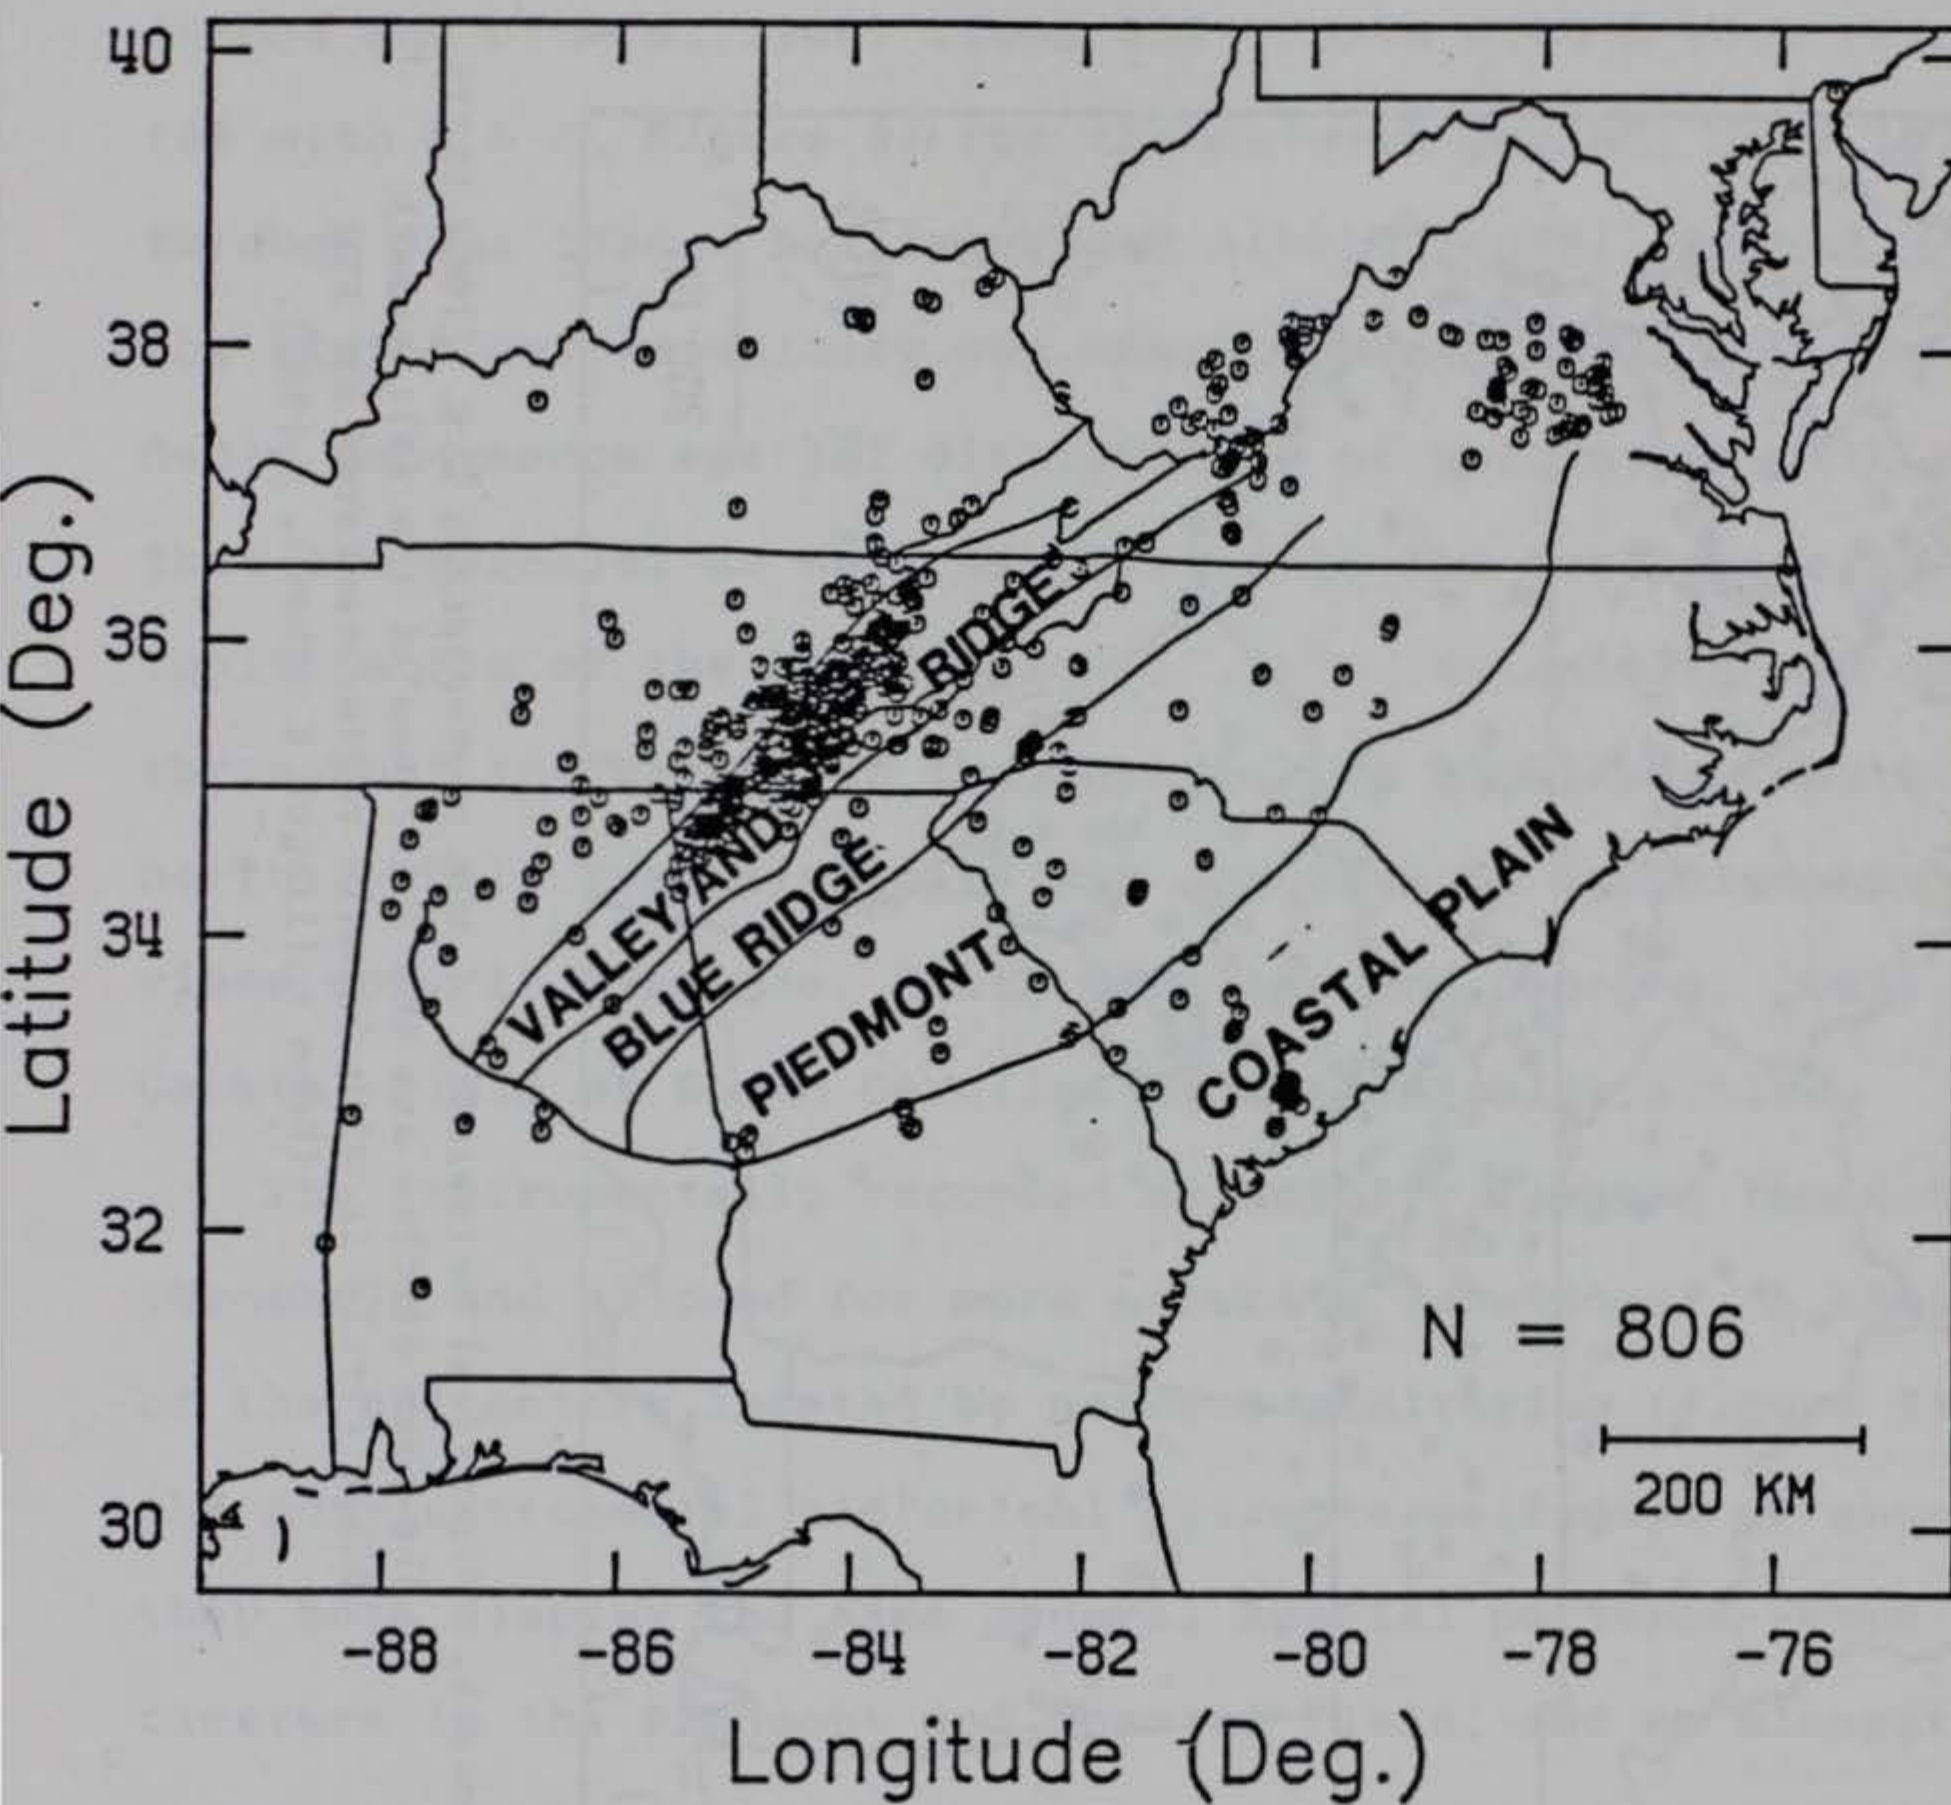 40
38
36
34
32
30
Latitude (Deg.)
RIDGE
VALLEY AND
BLUE RIDGE
PIEDMONT
COASTAL PLAIN
N = 806
200 KM
-88 -86 -84 -82 -80 -78 -76
Longitude (Deg.)